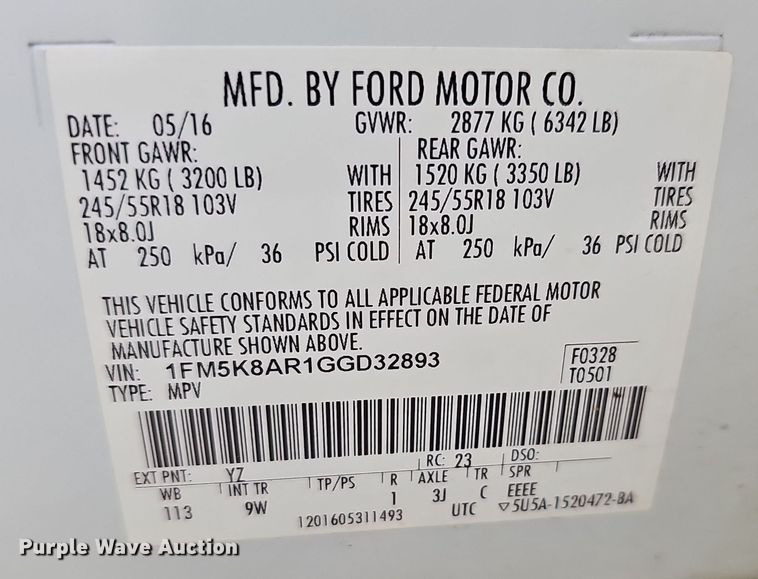 MFD. BY FORD MOTOR CO.
DATE: 05/16 GVWR: 2877 KG ( 6342 LB)
FRONT GAWR: REAR GAWR:
1452 KG ( 3200 LB) WITH 1520 KG ( 3350 LB) WITH
245/55R18 103V TIRES 245/55R18 103V TIRES
18x8.0J RIMS 18x8.0J RIMS
AT 250 kPa/ 36 PSI COLD AT 250 kPa/ 36 PSI COLD
THIS VEHICLE CONFORMS TO ALL APPLICABLE FEDERAL MOTOR
VEHICLE SAFETY STANDARDS IN EFFECT ON THE DATE OF
MANUFACTURE SHOWN ABOVE.
VIN: 1FM5K8AR1GGD32893 F0328
TYPE: MPV T0501
EXT PNT: YZ RC: 23 DSO:
WB INT TR TP/PS R AXLE TR SPR
113 9W 1 3J C EEEE
1201605311493 UTC ▽5U5A-1520472-BA
Purple Wave Auction